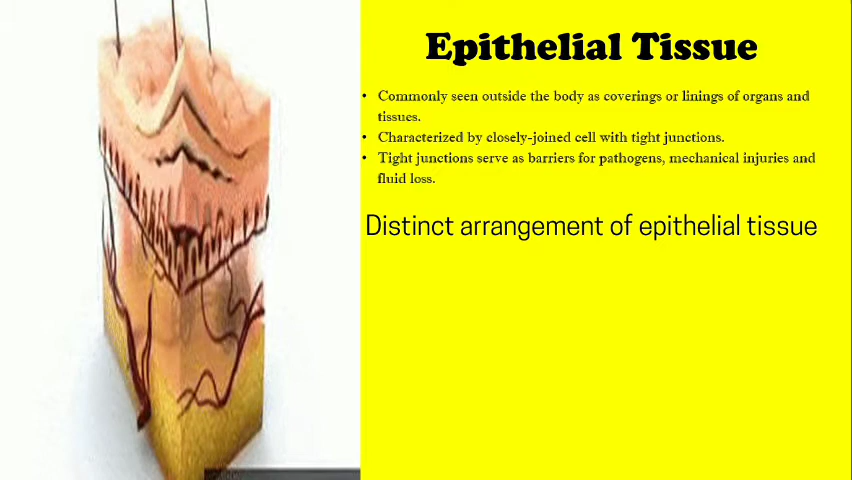 Epithelial Tissue
• Commonly seen outside the body as coverings or linings of organs and
tissues.
• Characterized by closely-joined cell with tight junctions.
• Tight junctions serve as barriers for pathogens, mechanical injuries and
fluid loss.
Distinct arrangement of epithelial tissue